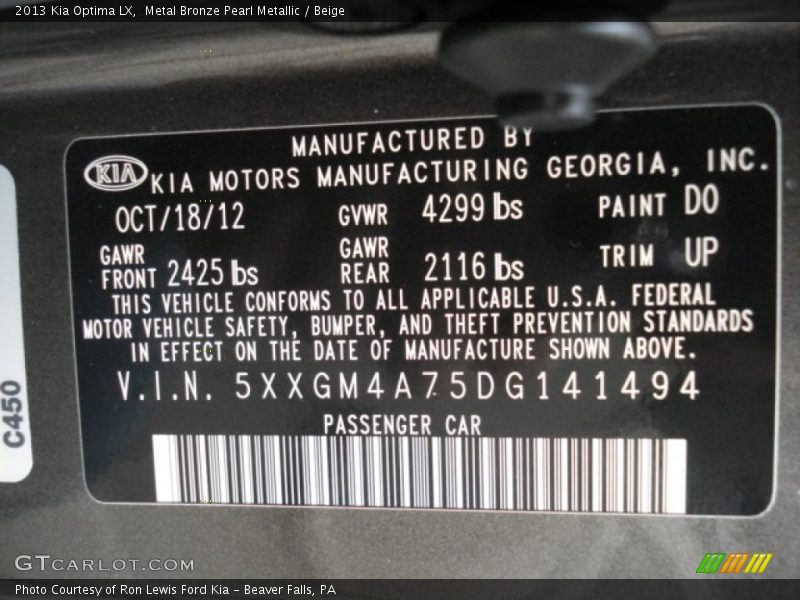 2013 Kia Optima LX,  Metal Bronze Pearl Metallic / Beige
MANUFACTURED BY
KIA KIA MOTORS MANUFACTURING GEORGIA, INC.
OCT/18/12 GVWR 4299 lbs PAINT D0
GAWR FRONT 2425 lbs GAWR REAR 2116 lbs TRIM UP
THIS VEHICLE CONFORMS TO ALL APPLICABLE U.S.A. FEDERAL
MOTOR VEHICLE SAFETY, BUMPER, AND THEFT PREVENTION STANDARDS
IN EFFECT ON THE DATE OF MANUFACTURE SHOWN ABOVE.
V.I.N. 5XXGM4A75DG141494
PASSENGER CAR
C450
GTCARLOT.COM
Photo Courtesy of Ron Lewis Ford Kia – Beaver Falls, PA